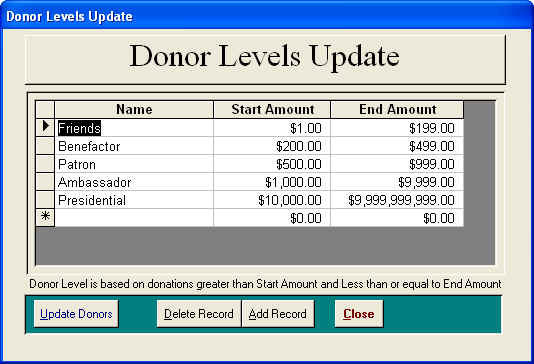 Donor Levels Update
Donor Levels Update
Name Start Amount End Amount
Friends $1.00 $199.00
Benefactor $200.00 $499.00
Patron $500.00 $999.00
Ambassador $1,000.00 $9,999.00
Presidential $10,000.00 $9,999,999,999.00
* $0.00 $0.00
Donor Level is based on donations greater than Start Amount and Less than or equal to End Amount
Update Donors Delete Record Add Record Close